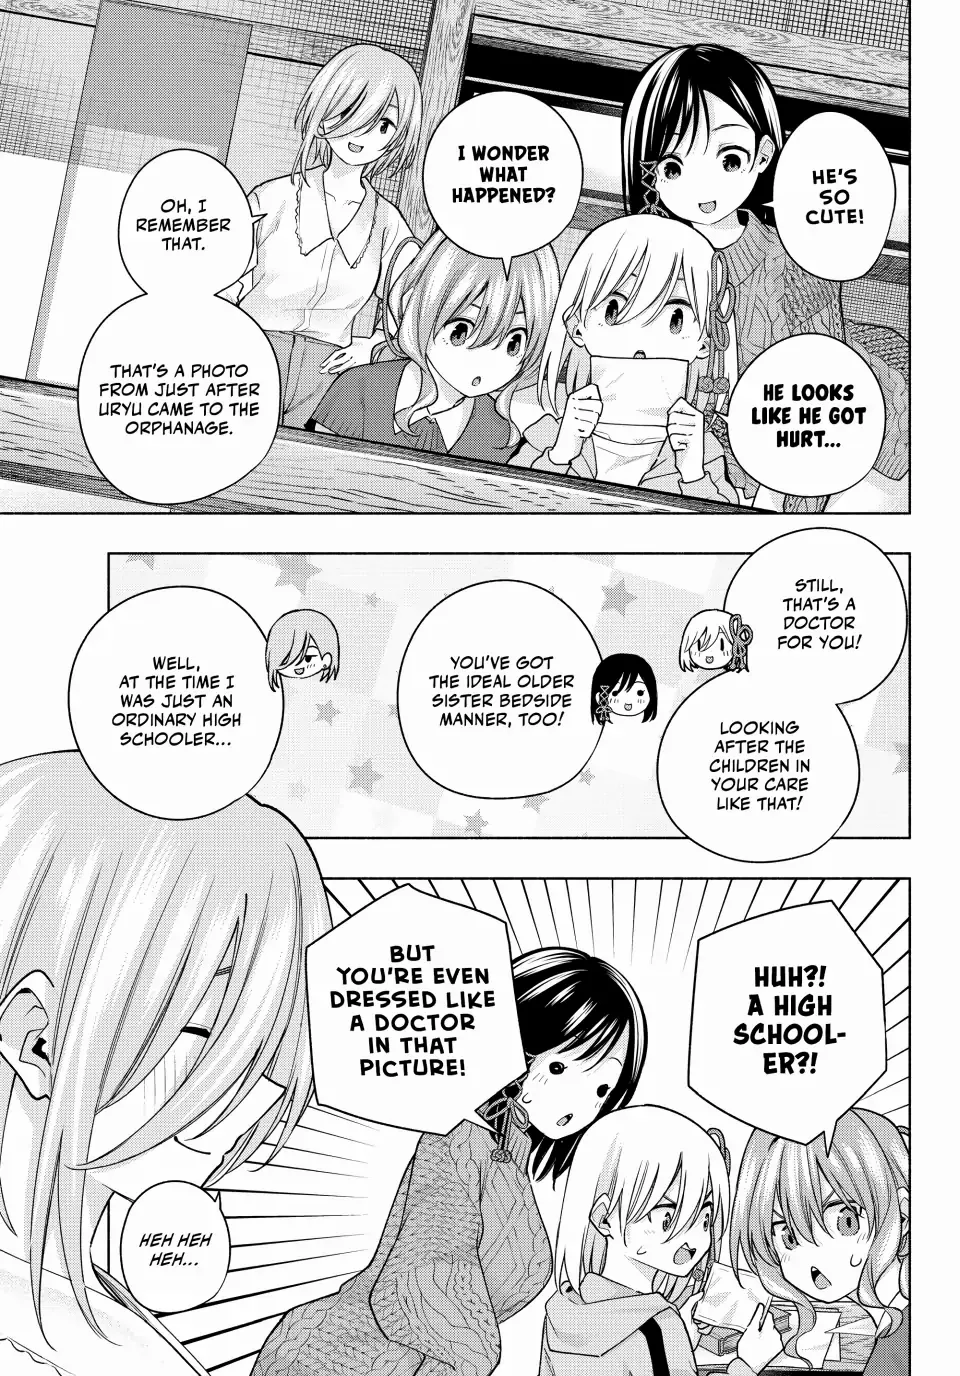 HE'S
SO
CUTE!
HE LOOKS
LIKE HE GOT
HURT...
I WONDER
WHAT
HAPPENED?
OH, I
REMEMBER
THAT.
THAT'S A PHOTO
FROM JUST AFTER
URYU CAME TO THE
ORPHANAGE.
STILL,
THAT'S A
DOCTOR
FOR YOU!
LOOKING
AFTER THE
CHILDREN IN
YOUR CARE
LIKE THAT!
YOU'VE GOT
THE IDEAL OLDER
SISTER BEDSIDE
MANNER, TOO!
WELL,
AT THE TIME I
WAS JUST AN
ORDINARY HIGH
SCHOOLER...
HUH?!
A HIGH
SCHOOL-
ER?!
BUT
YOU'RE EVEN
DRESSED LIKE
A DOCTOR
IN THAT
PICTURE!
HEH HEH
HEH...